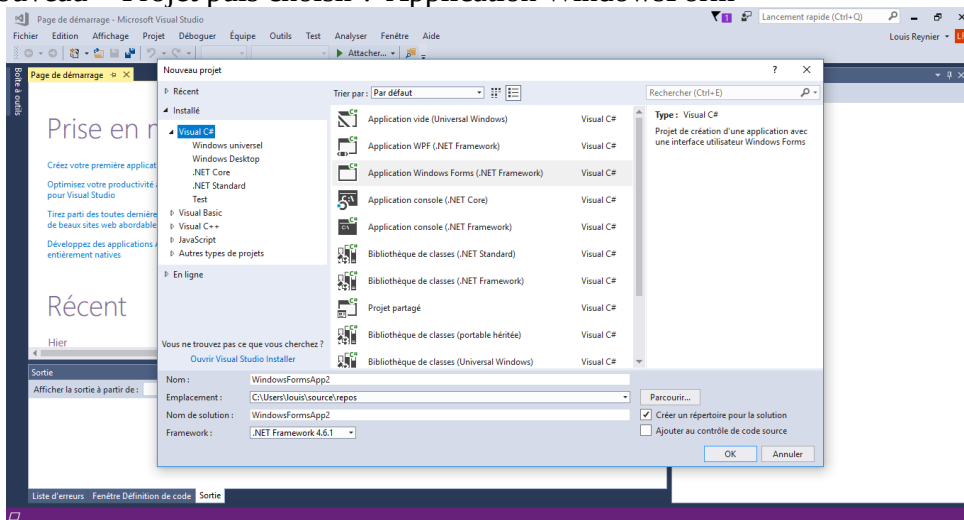 Page de démarrage - Microsoft Visual Studio
1
Lancement rapide (Ctrl+Q)
Fichier Edition Affichage Projet Déboguer Équipe Outils Test Analyser Fenêtre Aide
Louis Reynier
Attacher...
Boîte à outils
Page de démarrage
Prise en
Créez votre première applicat
Optimisez votre productivité
pour Visual Studio
Tirez parti des toutes dernière
de beaux sites web abordable
Développez des applications
entièrement natives
Récent
Hier
Nouveau projet
? X
Récent
Installé
Visual C#
Windows universel
Windows Desktop
.NET Core
.NET Standard
Test
Visual Basic
Visual C++
JavaScript
Autres types de projets
En ligne
Vous ne trouvez pas ce que vous cherchez ?
Ouvrir Visual Studio Installer
Trier par : Par défaut
Application vide (Universal Windows) Visual C#
Application WPF (.NET Framework) Visual C#
Application Windows Forms (.NET Framework) Visual C#
Application console (.NET Core) Visual C#
Application console (.NET Framework) Visual C#
Bibliothèque de classes (.NET Standard) Visual C#
Bibliothèque de classes (.NET Framework) Visual C#
Projet partagé Visual C#
Bibliothèque de classes (portable héritée) Visual C#
Bibliothèque de classes (Universal Windows) Visual C#
Rechercher (Ctrl+E)
Type : Visual C#
Projet de création d'une application avec
une interface utilisateur Windows Forms
Nom : WindowsFormsApp2
Emplacement : C:\Users\louis\source\repos
Parcourir...
Nom de solution : WindowsFormsApp2
Créer un répertoire pour la solution
Framework : .NET Framework 4.6.1
Ajouter au contrôle de code source
OK Annuler
Sortie
Afficher la sortie à partir de :
Liste d'erreurs Fenêtre Définition de code Sortie